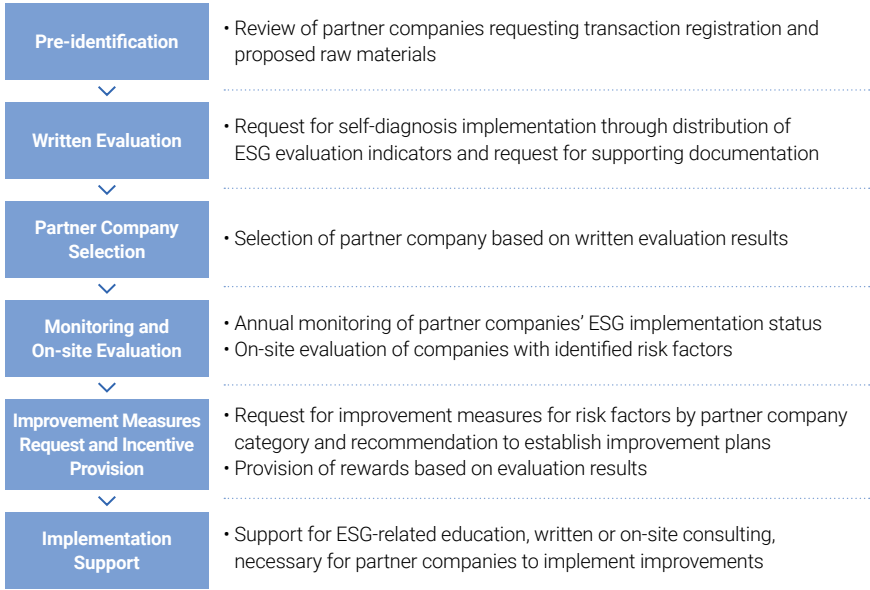 Pre-identification
• Review of partner companies requesting transaction registration and
proposed raw materials
Written Evaluation
• Request for self-diagnosis implementation through distribution of
ESG evaluation indicators and request for supporting documentation
Partner Company
Selection
• Selection of partner company based on written evaluation results
Monitoring and
On-site Evaluation
• Annual monitoring of partner companies’ ESG implementation status
• On-site evaluation of companies with identified risk factors
Improvement Measures
Request and Incentive
Provision
• Request for improvement measures for risk factors by partner company
category and recommendation to establish improvement plans
• Provision of rewards based on evaluation results
Implementation
Support
• Support for ESG-related education, written or on-site consulting,
necessary for partner companies to implement improvements